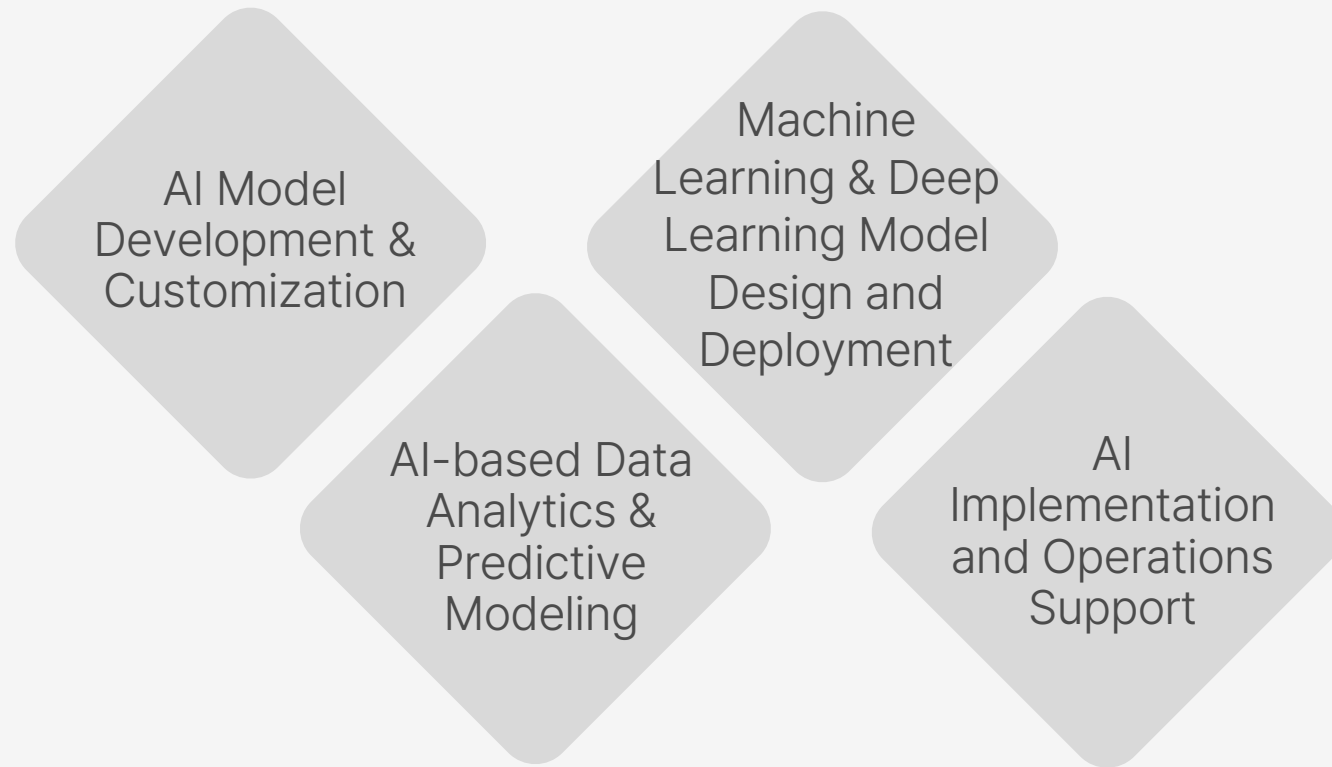 AI Model
Development &
Customization
AI-based Data
Analytics &
Predictive
Modeling
Machine
Learning & Deep
Learning Model
Design and
Deployment
AI
Implementation
and Operations
Support